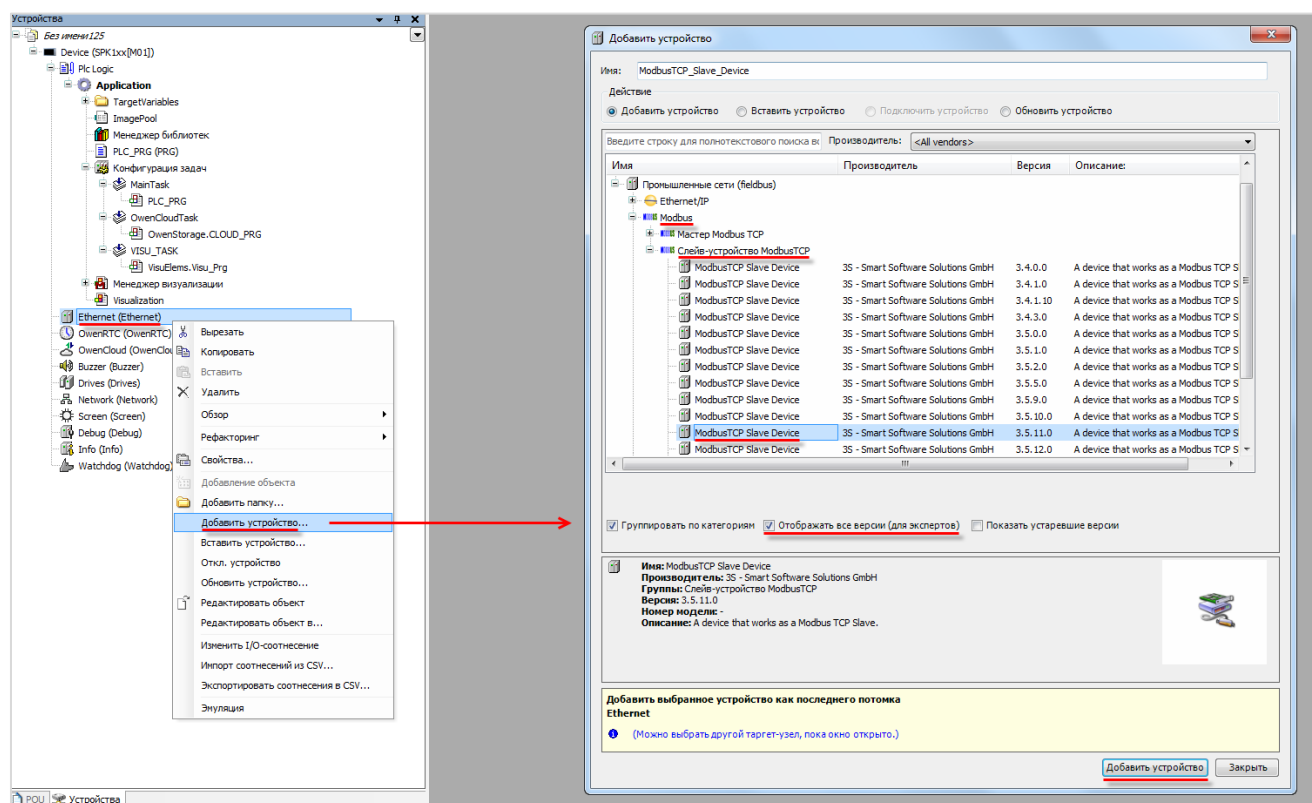 Устройства
Без имени125
Device (SPK1xx[M01])
Plc Logic
Application
TargetVariables
ImagePool
Менеджер библиотек
PLC_PRG (PRG)
Конфигурация задач
MainTask
PLC_PRG
OwenCloudTask
OwenStorage.CLOUD_PRG
VISU_TASK
VisuElems.Visu_Prg
Менеджер визуализации
Visualization
Ethernet (Ethernet)
OwenRTC (OwenRTC)
OwenCloud (OwenClou
Buzzer (Buzzer)
Drives (Drives)
Network (Network)
Screen (Screen)
Debug (Debug)
Info (Info)
Watchdog (Watchdog)
Вырезать
Копировать
Вставить
Удалить
Обзор
Рефакторинг
Свойства...
Добавление объекта
Добавить папку...
Добавить устройство...
Вставить устройство...
Откл. устройство
Обновить устройство...
Редактировать объект
Редактировать объект в...
Изменить I/O-соотнесение
Импорт соотнесений из CSV...
Экспортировать соотнесения в CSV...
Эмуляция
POU Устройства
Добавить устройство
Имя: ModbusTCP_Slave_Device
Действие
Добавить устройство Вставить устройство Подключить устройство Обновить устройство
Введите строку для полнотекстового поиска вс Производитель: <All vendors>
Имя Производитель Версия Описание:
Промышленные сети (fieldbus)
Ethernet/IP
Modbus
Мастер Modbus TCP
Слейв-устройство ModbusTCP
ModbusTCP Slave Device 3S - Smart Software Solutions GmbH 3.4.0.0 A device that works as a Modbus TCP S
ModbusTCP Slave Device 3S - Smart Software Solutions GmbH 3.4.1.0 A device that works as a Modbus TCP S
ModbusTCP Slave Device 3S - Smart Software Solutions GmbH 3.4.1.10 A device that works as a Modbus TCP S
ModbusTCP Slave Device 3S - Smart Software Solutions GmbH 3.4.3.0 A device that works as a Modbus TCP S
ModbusTCP Slave Device 3S - Smart Software Solutions GmbH 3.5.0.0 A device that works as a Modbus TCP S
ModbusTCP Slave Device 3S - Smart Software Solutions GmbH 3.5.1.0 A device that works as a Modbus TCP S
ModbusTCP Slave Device 3S - Smart Software Solutions GmbH 3.5.2.0 A device that works as a Modbus TCP S
ModbusTCP Slave Device 3S - Smart Software Solutions GmbH 3.5.5.0 A device that works as a Modbus TCP S
ModbusTCP Slave Device 3S - Smart Software Solutions GmbH 3.5.9.0 A device that works as a Modbus TCP S
ModbusTCP Slave Device 3S - Smart Software Solutions GmbH 3.5.10.0 A device that works as a Modbus TCP S
ModbusTCP Slave Device 3S - Smart Software Solutions GmbH 3.5.11.0 A device that works as a Modbus TCP S
ModbusTCP Slave Device 3S - Smart Software Solutions GmbH 3.5.12.0 A device that works as a Modbus TCP S
Группировать по категориям Отображать все версии (для экспертов) Показать устаревшие версии
Имя: ModbusTCP Slave Device
Производитель: 3S - Smart Software Solutions GmbH
Группы: Слейв-устройство ModbusTCP
Версия: 3.5.11.0
Номер модели: -
Описание: A device that works as a Modbus TCP Slave.
Добавить выбранное устройство как последнего потомка
Ethernet
(Можно выбрать другой таргет-узел, пока окно открыто.)
Добавить устройство Закрыть